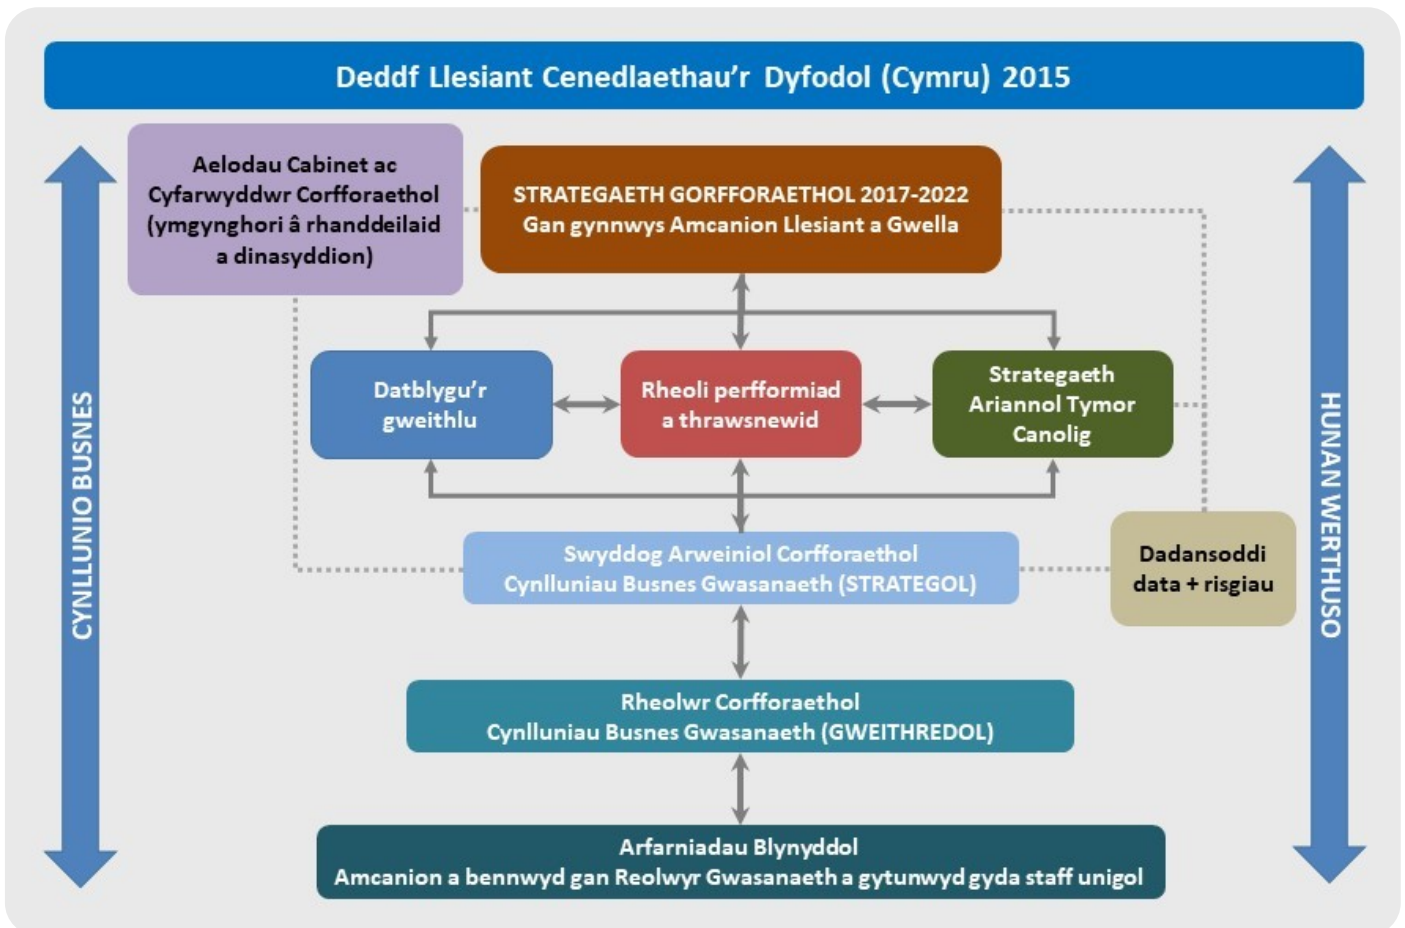 Deddf Llesiant Cenedlaethau’r Dyfodol (Cymru) 2015
Aelodau Cabinet ac
Cyfarwyddwr Corfforaethol
(ymgynghori â rhanddeilaid
a dinasyddion)
STRATEGAETH GORFFORAETHOL 2017-2022
Gan gynnwys Amcanion Llesiant a Gwella
CYNLLUNIO BUSNES
Datblygu’r
gweithlu
Rheoli perfformiad
a thrawsnewid
Strategaeth
Ariannol Tymor
Canolig
HUNAN WERTHUSO
Swyddog Arweiniol Corfforaethol
Cynlluniau Busnes Gwasanaeth (STRATEGOL)
Dadansoddi
data + risgiau
Rheolwr Corfforaethol
Cynlluniau Busnes Gwasanaeth (GWEITHREDOL)
Arfarniadau Blynyddol
Amcanion a bennwyd gan Reolwyr Gwasanaeth a gytunwyd gyda staff unigol